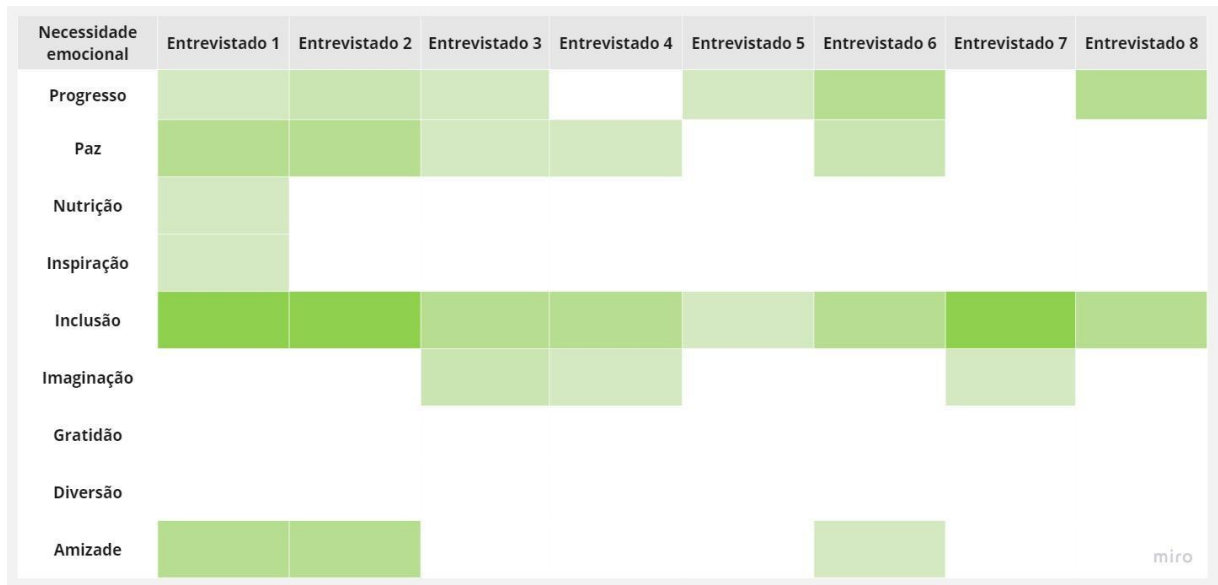 Necessidade
emocional
Entrevistado 1
Entrevistado 2
Entrevistado 3
Entrevistado 4
Entrevistado 5
Entrevistado 6
Entrevistado 7
Entrevistado 8
Progresso
Paz
Nutrição
Inspiração
Inclusão
Imaginação
Gratidão
Diversão
Amizade
miro